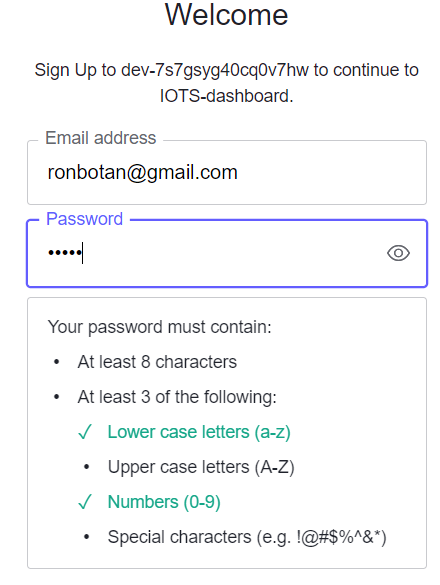 Welcome
Sign Up to dev-7s7gsyg40cq0v7hw to continue to
IOTS-dashboard.
Email address
ronbotan@gmail.com
Password
•••••
Your password must contain:
• At least 8 characters
• At least 3 of the following:
✓ Lower case letters (a-z)
• Upper case letters (A-Z)
✓ Numbers (0-9)
• Special characters (e.g. !@#$%^&*)